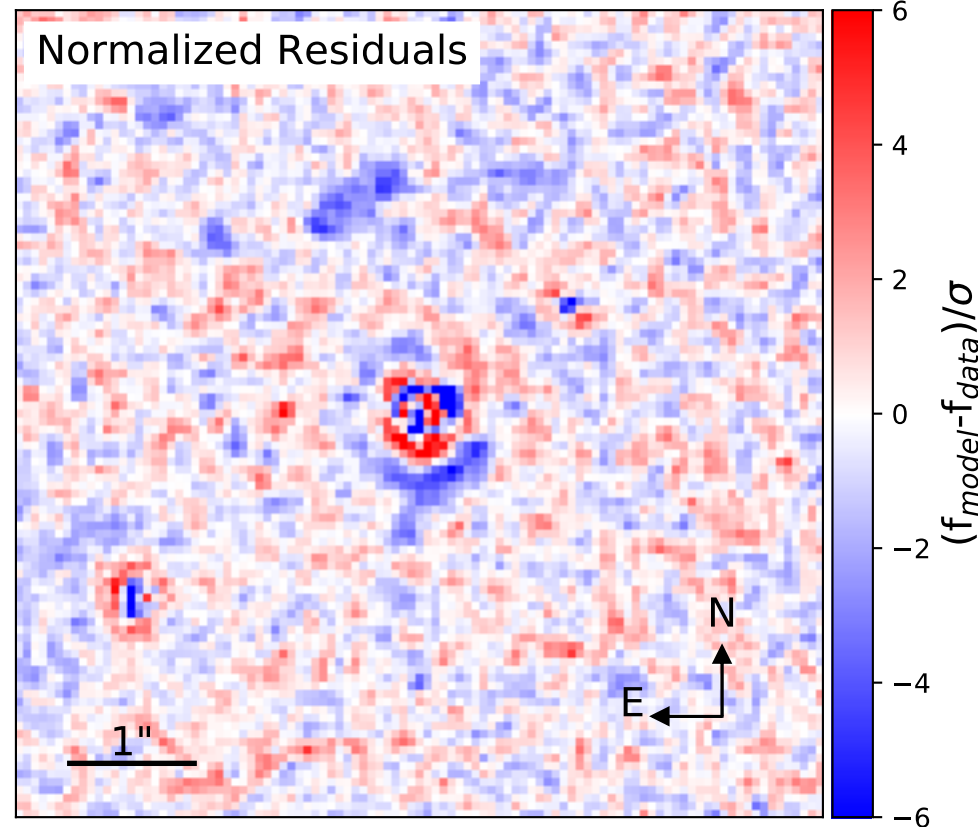 Normalized Residuals
6
4
2
0
−2
−4
−6
(f_model-f_data)/σ
N
E
1"